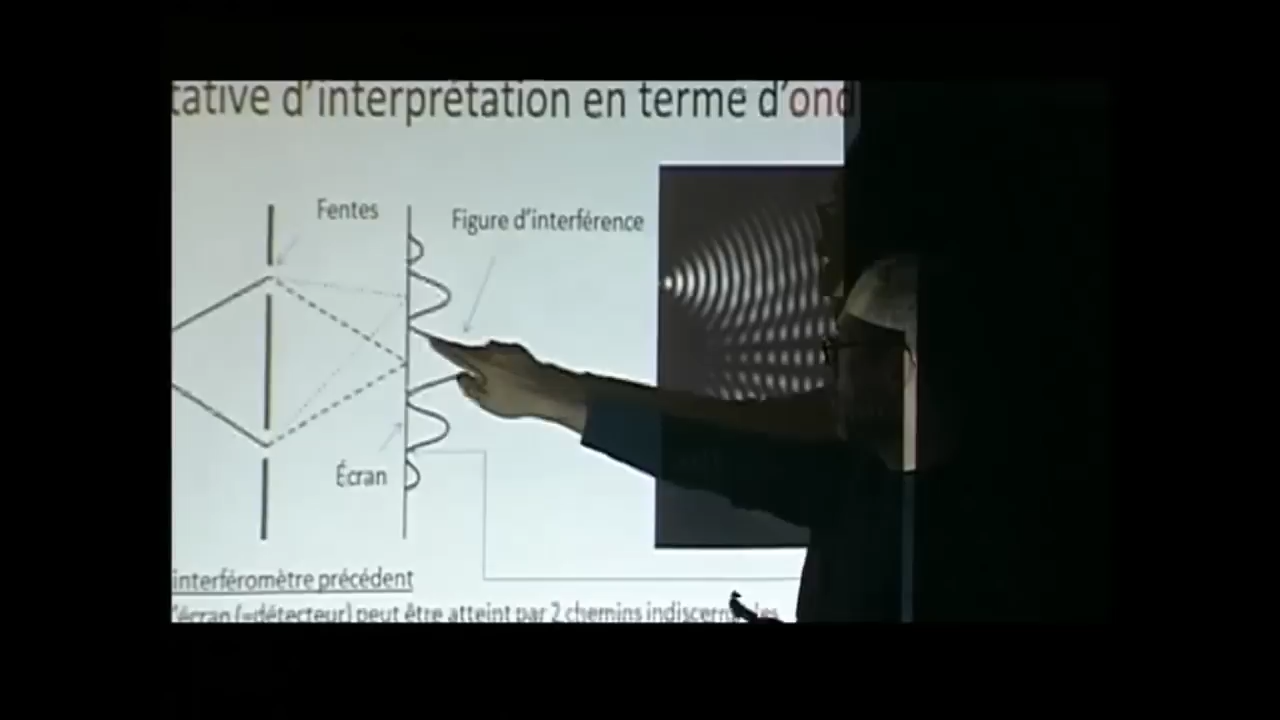 tative d'interprétation en terme d'ond
Fentes
Figure d'interférence
Écran
interféromètre précédent
l'écran (=détecteur) peut être atteint par 2 chemins